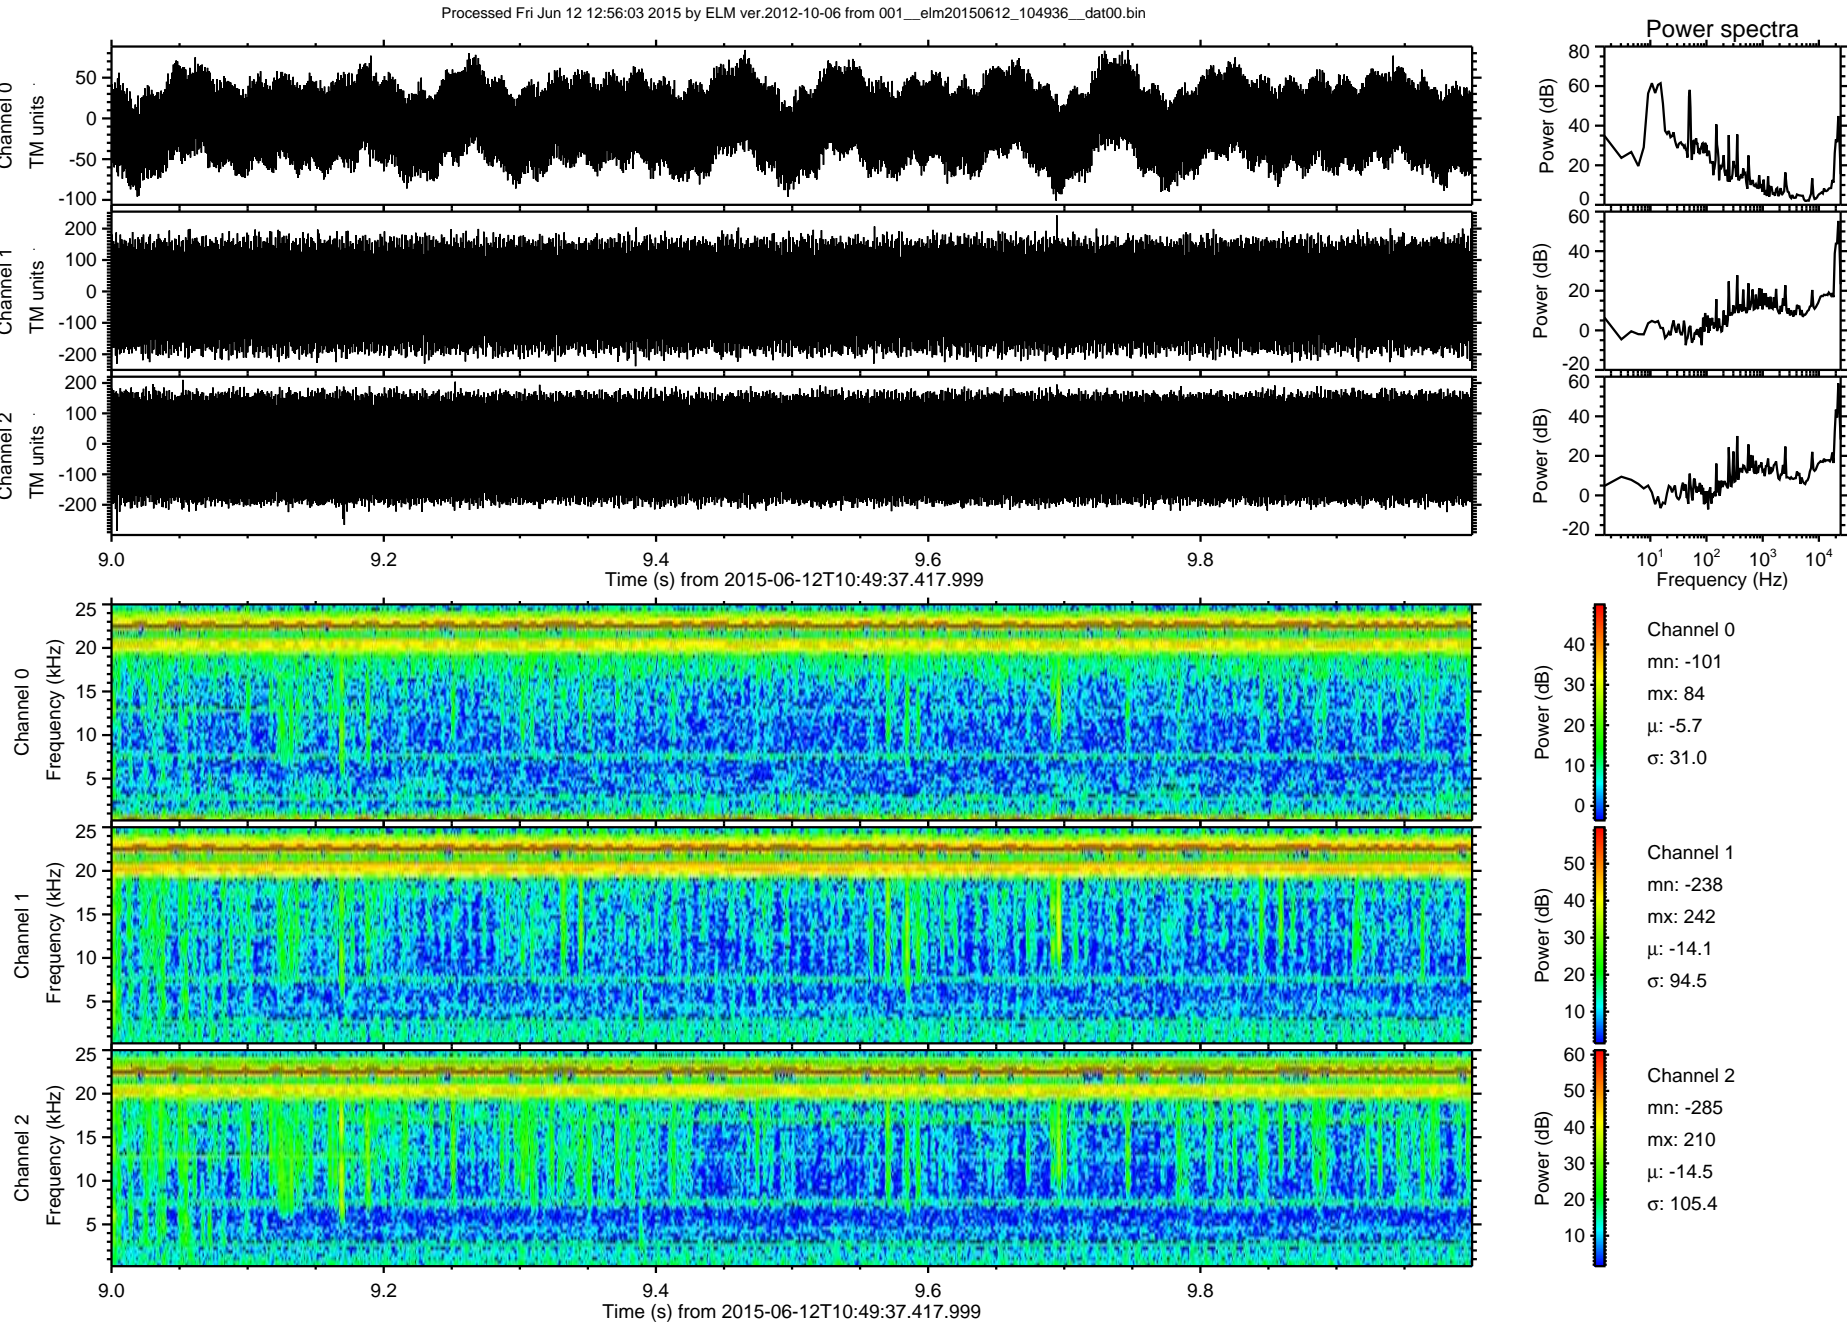 Processed Fri Jun 12 12:56:03 2015 by ELM ver.2012-10-06 from 001__elm20150612_104936__dat00.bin
Power spectra
Channel 0
TM units
50
0
-50
-100
Power (dB)
80
60
40
20
0
Channel 1
TM units
200
100
0
-100
-200
Power (dB)
60
40
20
0
-20
Channel 2
TM units
200
100
0
-100
-200
Power (dB)
60
40
20
0
-20
9.0 9.2 9.4 9.6 9.8
Time (s) from 2015-06-12T10:49:37.417.999
10^1 10^2 10^3 10^4
Frequency (Hz)
Channel 0
Frequency (kHz)
25
20
15
10
5
Power (dB)
40
30
20
10
0
Channel 0
mn: -101
mx: 84
µ: -5.7
σ: 31.0
Channel 1
Frequency (kHz)
25
20
15
10
5
Power (dB)
50
40
30
20
10
Channel 1
mn: -238
mx: 242
µ: -14.1
σ: 94.5
Channel 2
Frequency (kHz)
25
20
15
10
5
Power (dB)
60
50
40
30
20
10
Channel 2
mn: -285
mx: 210
µ: -14.5
σ: 105.4
9.0 9.2 9.4 9.6 9.8
Time (s) from 2015-06-12T10:49:37.417.999